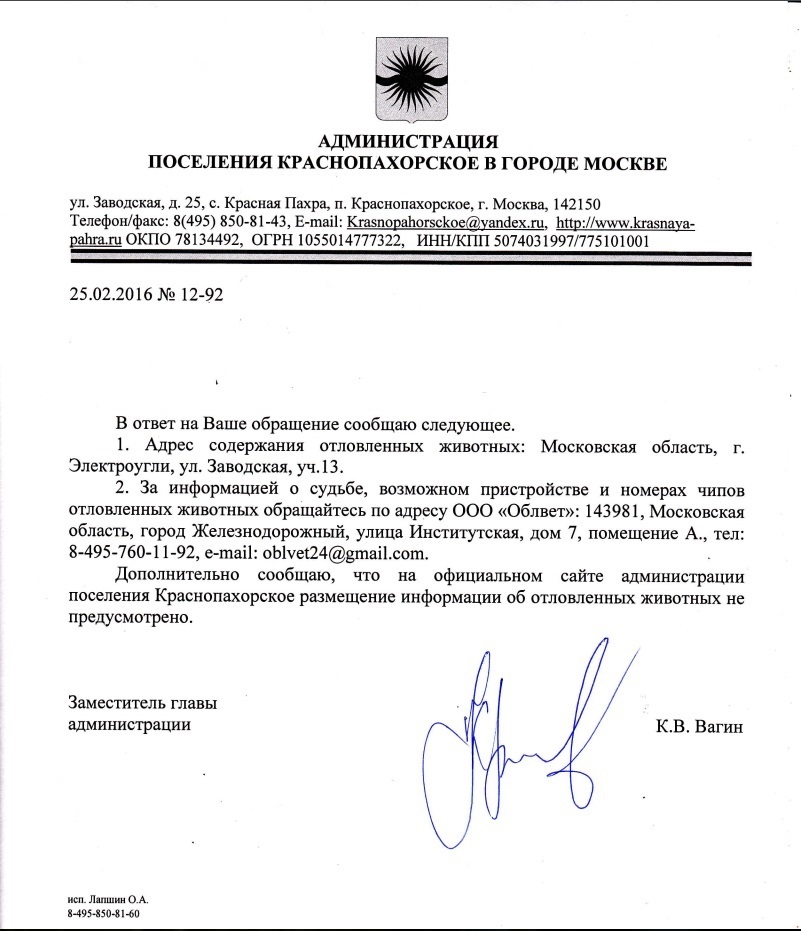 АДМИНИСТРАЦИЯ
ПОСЕЛЕНИЯ КРАСНОПАХОРСКОЕ В ГОРОДЕ МОСКВЕ
ул. Заводская, д. 25, с. Красная Пахра, п. Краснопахорское, г. Москва, 142150
Телефон/факс: 8(495) 850-81-43, E-mail: Krasnopahorsckoe@yandex.ru, http://www.krasnaya-
pahra.ru ОКПО 78134492, ОГРН 1055014777322, ИНН/КПП 5074031997/775101001
25.02.2016 № 12-92
В ответ на Ваше обращение сообщаю следующее.
1. Адрес содержания отловленных животных: Московская область, г.
Электроугли, ул. Заводская, уч.13.
2. За информацией о судьбе, возможном пристройстве и номерах чипов
отловленных животных обращайтесь по адресу ООО «Облвет»: 143981, Московская
область, город Железнодорожный, улица Институтская, дом 7, помещение А., тел:
8-495-760-11-92, e-mail: oblvet24@gmail.com.
Дополнительно сообщаю, что на официальном сайте администрации
поселения Краснопахорское размещение информации об отловленных животных не
предусмотрено.
Заместитель главы
администрации
К.В. Вагин
исп. Лапшин О.А.
8-495-850-81-60